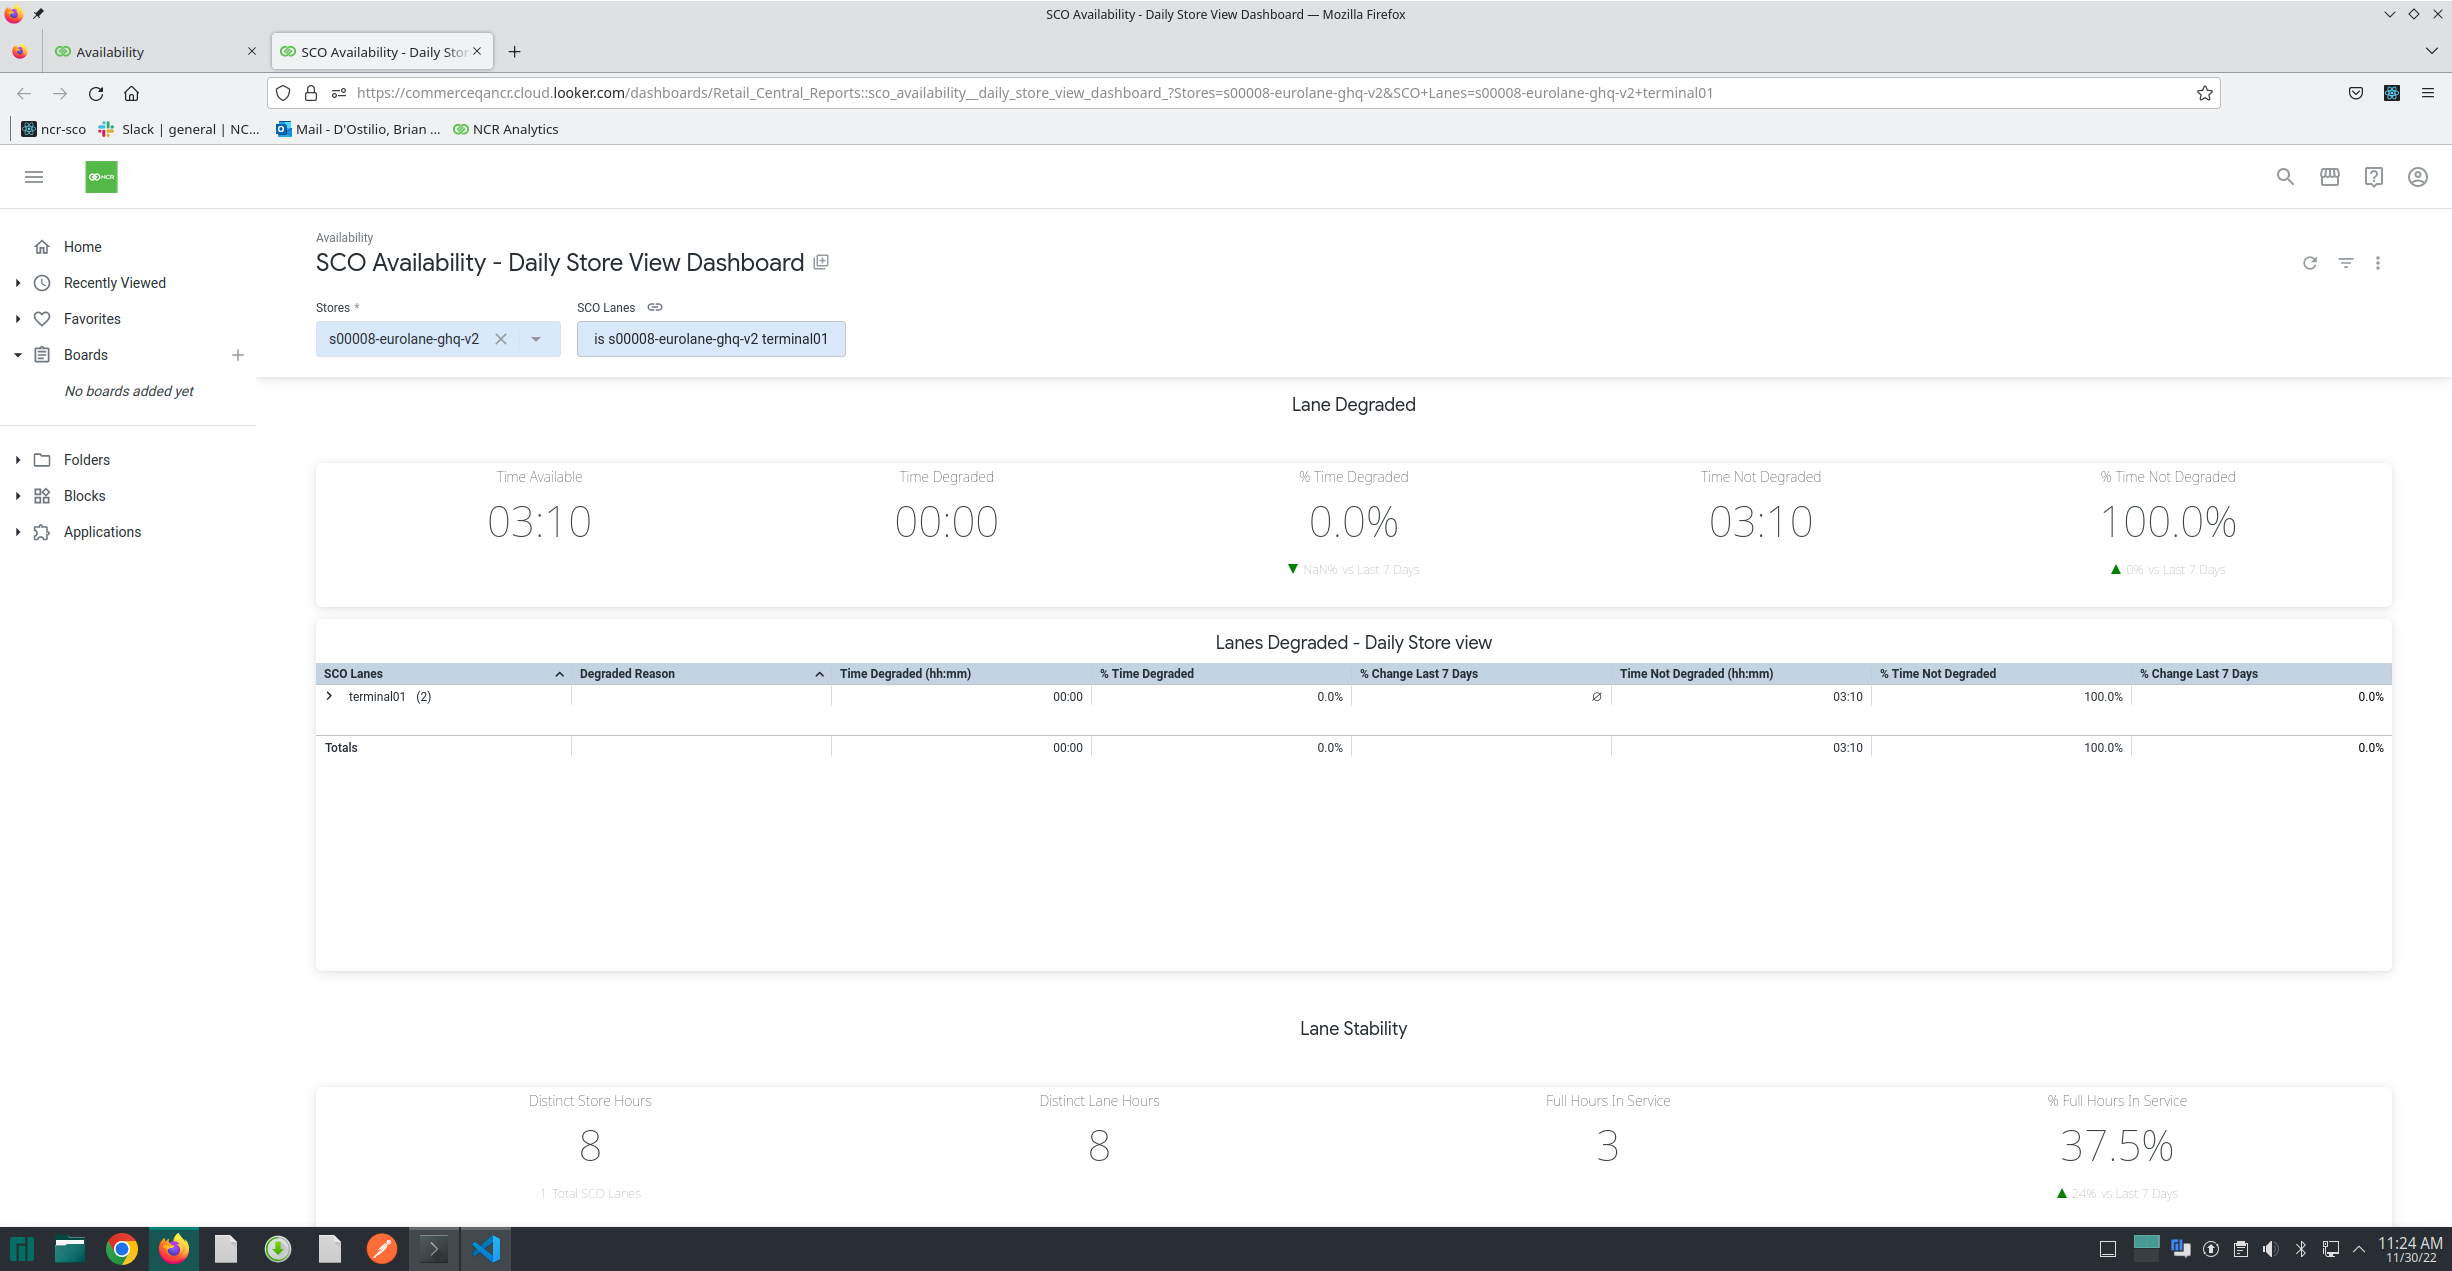 SCO Availability - Daily Store View Dashboard — Mozilla Firefox
Availability
SCO Availability - Daily Stor
https://commerceqancr.cloud.looker.com/dashboards/Retail_Central_Reports::sco_availability__daily_store_view_dashboard_?Stores=s00008-eurolane-ghq-v2&SCO+Lanes=s00008-eurolane-ghq-v2+terminal01
ncr-sco Slack | general | NC... Mail - D'Ostilio, Brian ... NCR Analytics
NCR
Home
Recently Viewed
Favorites
Boards
No boards added yet
Folders
Blocks
Applications
Availability
SCO Availability - Daily Store View Dashboard
Stores * SCO Lanes
s00008-eurolane-ghq-v2 is s00008-eurolane-ghq-v2 terminal01
Lane Degraded
Time Available Time Degraded % Time Degraded Time Not Degraded % Time Not Degraded
03:10 00:00 0.0% 03:10 100.0%
▼ NaN% vs Last 7 Days ▲ 0% vs Last 7 Days
Lanes Degraded - Daily Store view
SCO Lanes Degraded Reason Time Degraded (hh:mm) % Time Degraded % Change Last 7 Days Time Not Degraded (hh:mm) % Time Not Degraded % Change Last 7 Days
terminal01 (2) 00:00 0.0% ∅ 03:10 100.0% 0.0%
Totals 00:00 0.0% 03:10 100.0% 0.0%
Lane Stability
Distinct Store Hours Distinct Lane Hours Full Hours In Service % Full Hours In Service
8 8 3 37.5%
1 Total SCO Lanes ▲ 24% vs Last 7 Days
11:24 AM
11/30/22